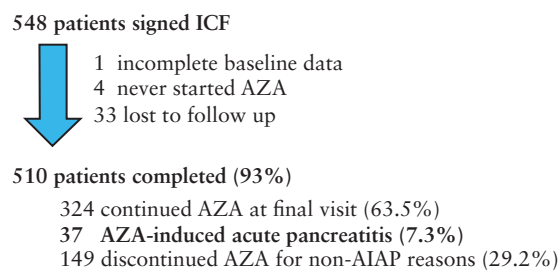 548 patients signed ICF
1 incomplete baseline data
4 never started AZA
33 lost to follow up
510 patients completed (93%)
324 continued AZA at final visit (63.5%)
37 AZA-induced acute pancreatitis (7.3%)
149 discontinued AZA for non-AIAP reasons (29.2%)